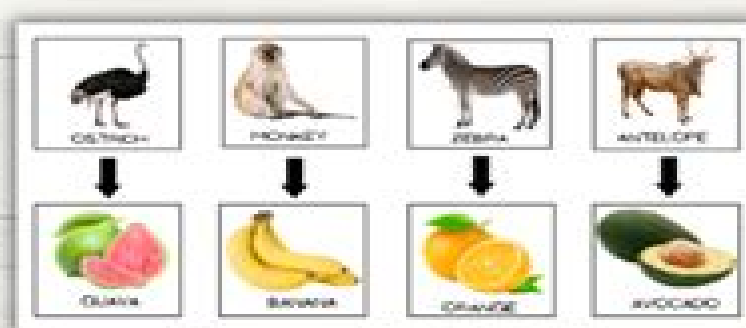 OSTRICH MONKEY ZEBRA ANTELOPE
GUAVA BANANA ORANGE AVOCADO